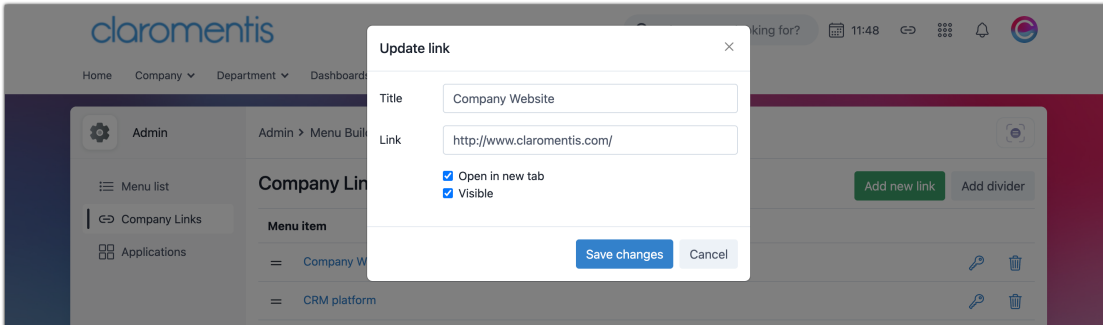 claromentis
king for?
11:48
Home Company Department Dashboards
Update link
Title Company Website
Link http://www.claromentis.com/
Open in new tab
Visible
Save changes Cancel
Admin
Admin > Menu Buil
Menu list
Company Links
Applications
Company Lin
Add new link Add divider
Menu item
Company W
CRM platform